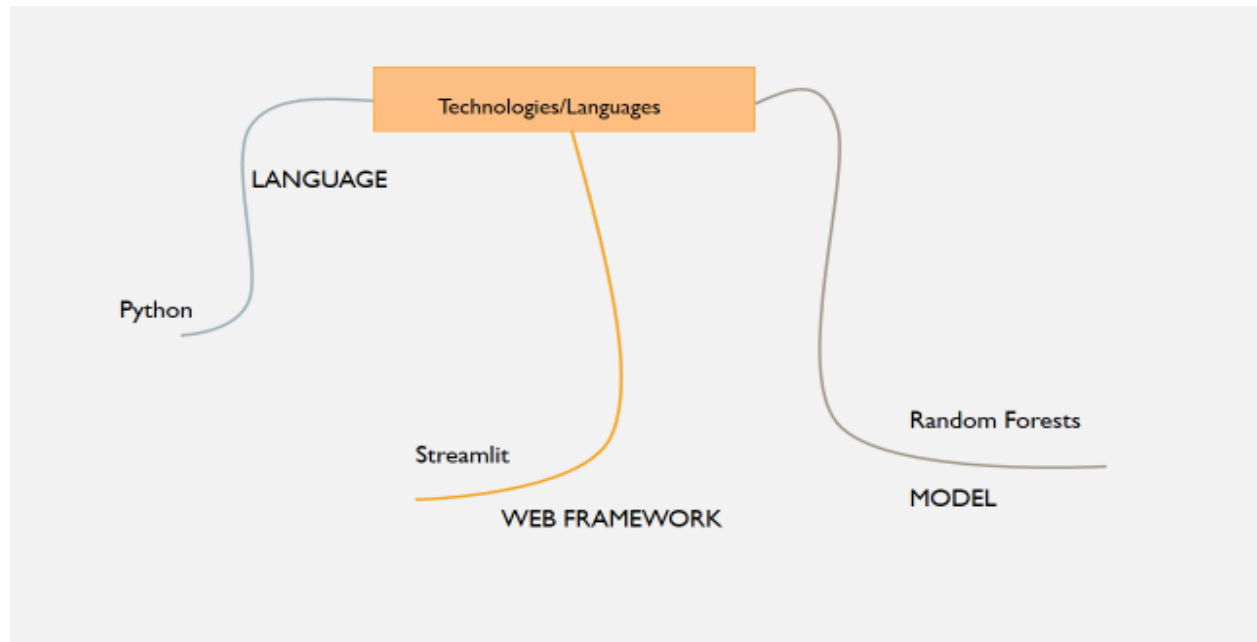 Technologies/Languages
LANGUAGE
Python
Streamlit
WEB FRAMEWORK
Random Forests
MODEL